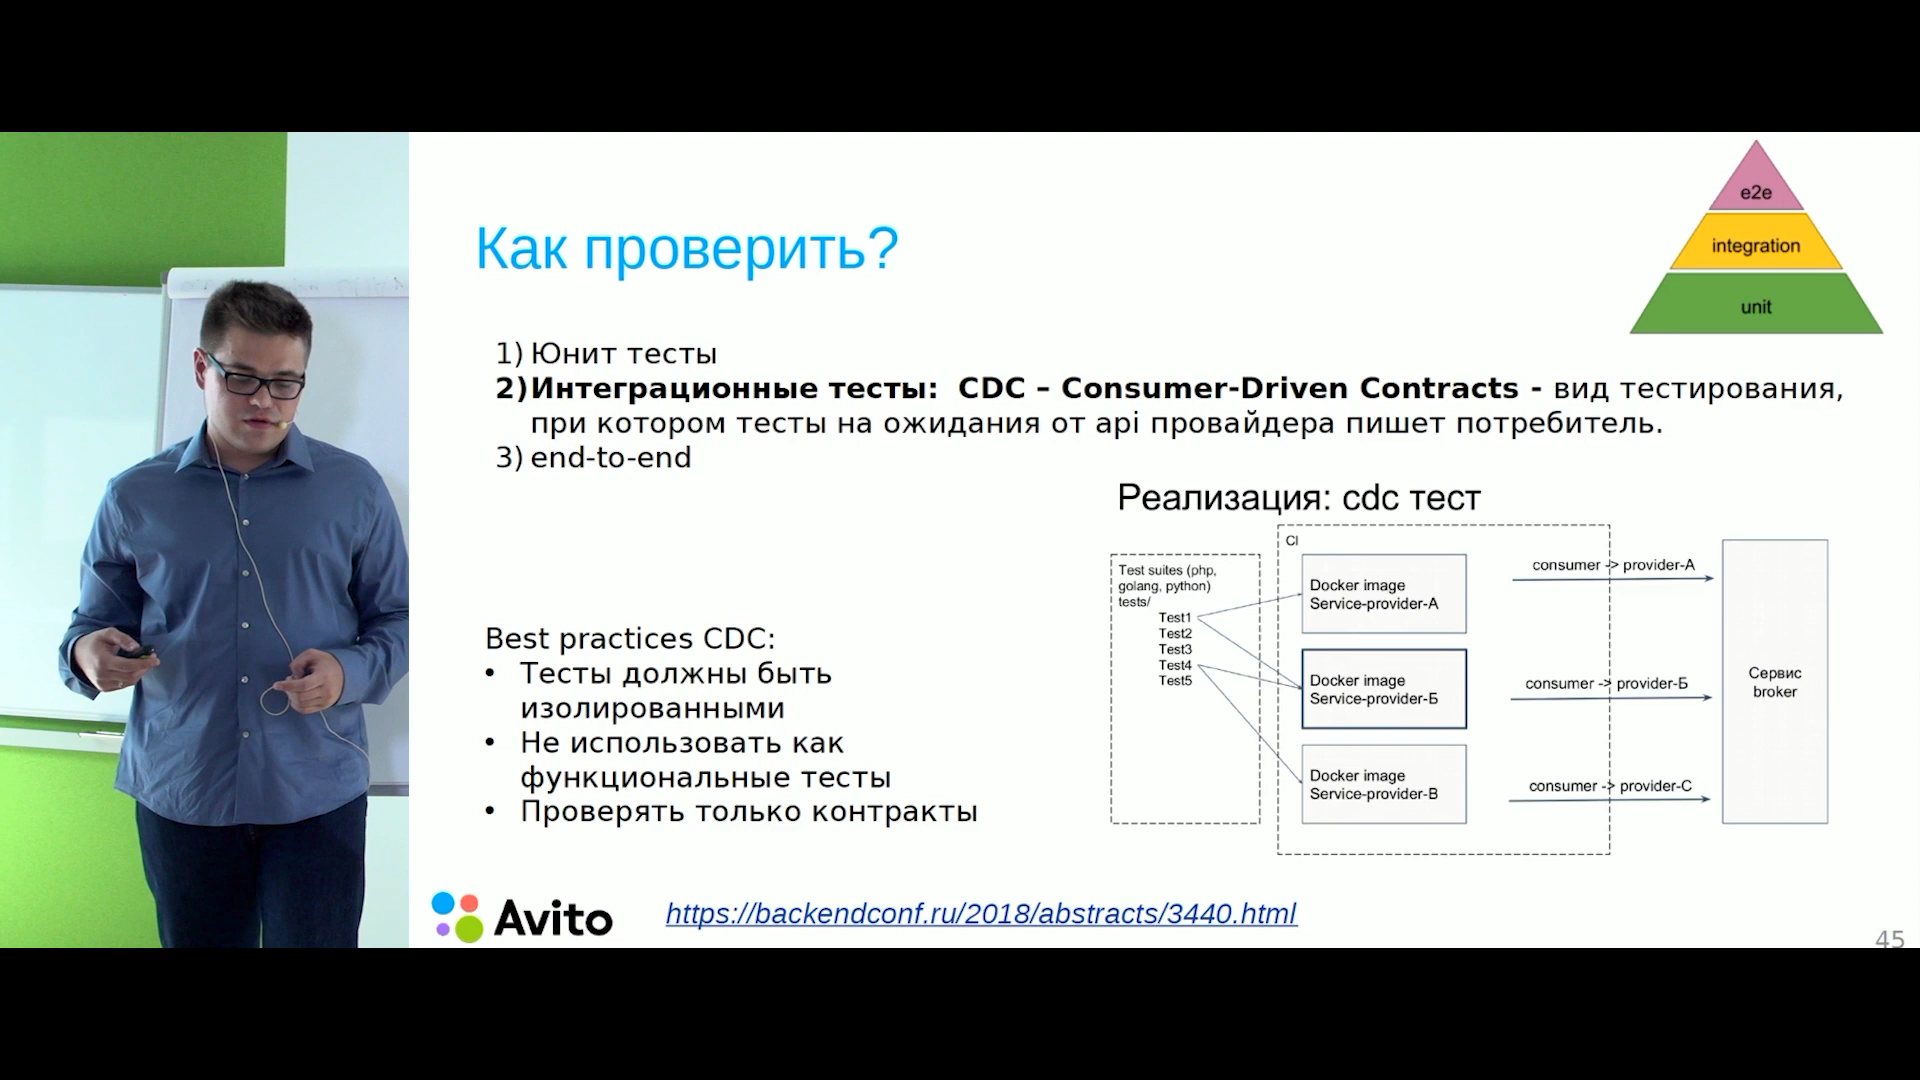 e2e
integration
unit
Как проверить?
1) Юнит тесты
2) Интеграционные тесты: CDC – Consumer-Driven Contracts - вид тестирования,
при котором тесты на ожидания от api провайдера пишет потребитель.
3) end-to-end
Реализация: cdc тест
Test suites (php,
golang, python)
tests/
Test1
Test2
Test3
Test4
Test5
CI
Docker image
Service-provider-А
Docker image
Service-provider-Б
Docker image
Service-provider-В
consumer -> provider-A
consumer -> provider-Б
consumer -> provider-C
Сервис
broker
Best practices CDC:
• Тесты должны быть
изолированными
• Не использовать как
функциональные тесты
• Проверять только контракты
Avito
https://backendconf.ru/2018/abstracts/3440.html
45